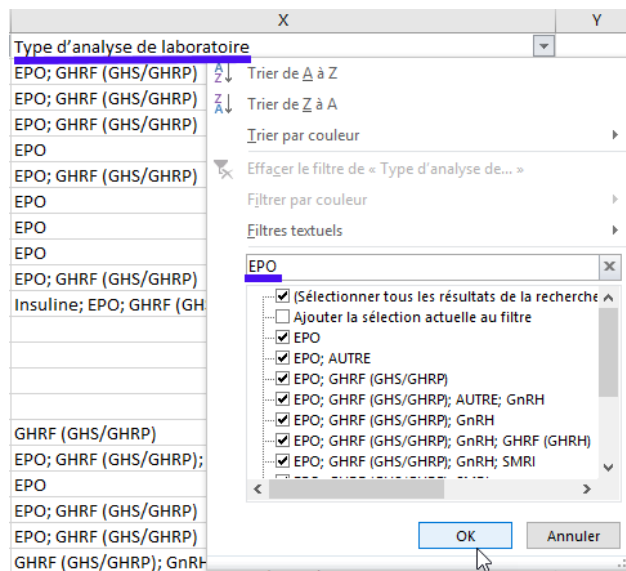 X
Y
Type d’analyse de laboratoire
EPO; GHRF (GHS/GHRP)
EPO; GHRF (GHS/GHRP)
EPO; GHRF (GHS/GHRP)
EPO
EPO; GHRF (GHS/GHRP)
EPO
EPO
EPO
EPO; GHRF (GHS/GHRP)
Insuline; EPO; GHRF (GH
GHRF (GHS/GHRP)
EPO; GHRF (GHS/GHRP);
EPO
EPO; GHRF (GHS/GHRP)
EPO; GHRF (GHS/GHRP)
GHRF (GHS/GHRP); GnRH
Trier de A à Z
Trier de Z à A
Trier par couleur
Effacer le filtre de « Type d’analyse de... »
Filtrer par couleur
Filtres textuels
EPO
(Sélectionner tous les résultats de la recherche
Ajouter la sélection actuelle au filtre
EPO
EPO; AUTRE
EPO; GHRF (GHS/GHRP)
EPO; GHRF (GHS/GHRP); AUTRE; GnRH
EPO; GHRF (GHS/GHRP); GnRH
EPO; GHRF (GHS/GHRP); GnRH; GHRF (GHRH)
EPO; GHRF (GHS/GHRP); GnRH; SMRI
OK
Annuler